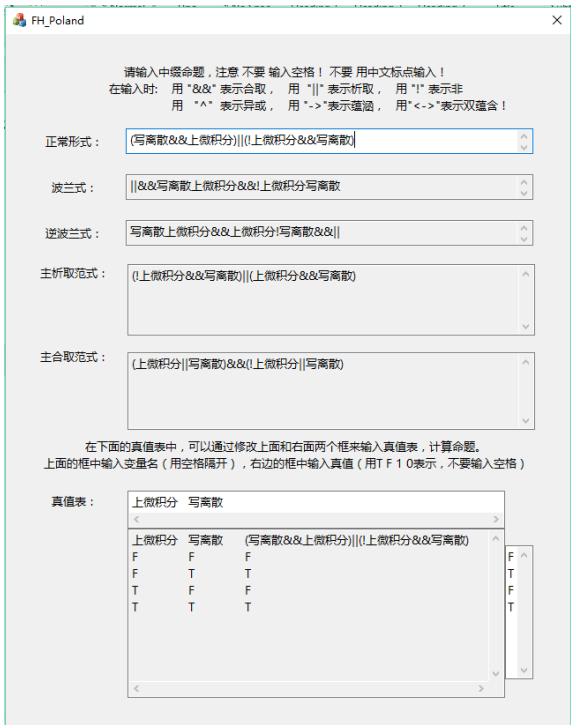 FH_Poland
请输入中缀命题，注意 不要 输入空格！ 不要 用中文标点输入！
在输入时: 用 "&&" 表示合取， 用 "||" 表示析取， 用 "!" 表示非
用 "^" 表示异或， 用 "->"表示蕴涵， 用"<->"表示双蕴含！
正常形式：
(写离散&&上微积分)||(!上微积分&&写离散)
波兰式：
||&&写离散上微积分&&!上微积分写离散
逆波兰式：
写离散上微积分&&上微积分!写离散&&||
主析取范式：
(!上微积分&&写离散)||(上微积分&&写离散)
主合取范式：
(上微积分||写离散)&&(!上微积分||写离散)
在下面的真值表中，可以通过修改上面和右面两个框来输入真值表，计算命题。
上面的框中输入变量名（用空格隔开），右边的框中输入真值（用T F 1 0表示，不要输入空格）
真值表：
上微积分 写离散
上微积分 写离散 (写离散&&上微积分)||(!上微积分&&写离散)
F F F F
F T T T
T F F F
T T T T